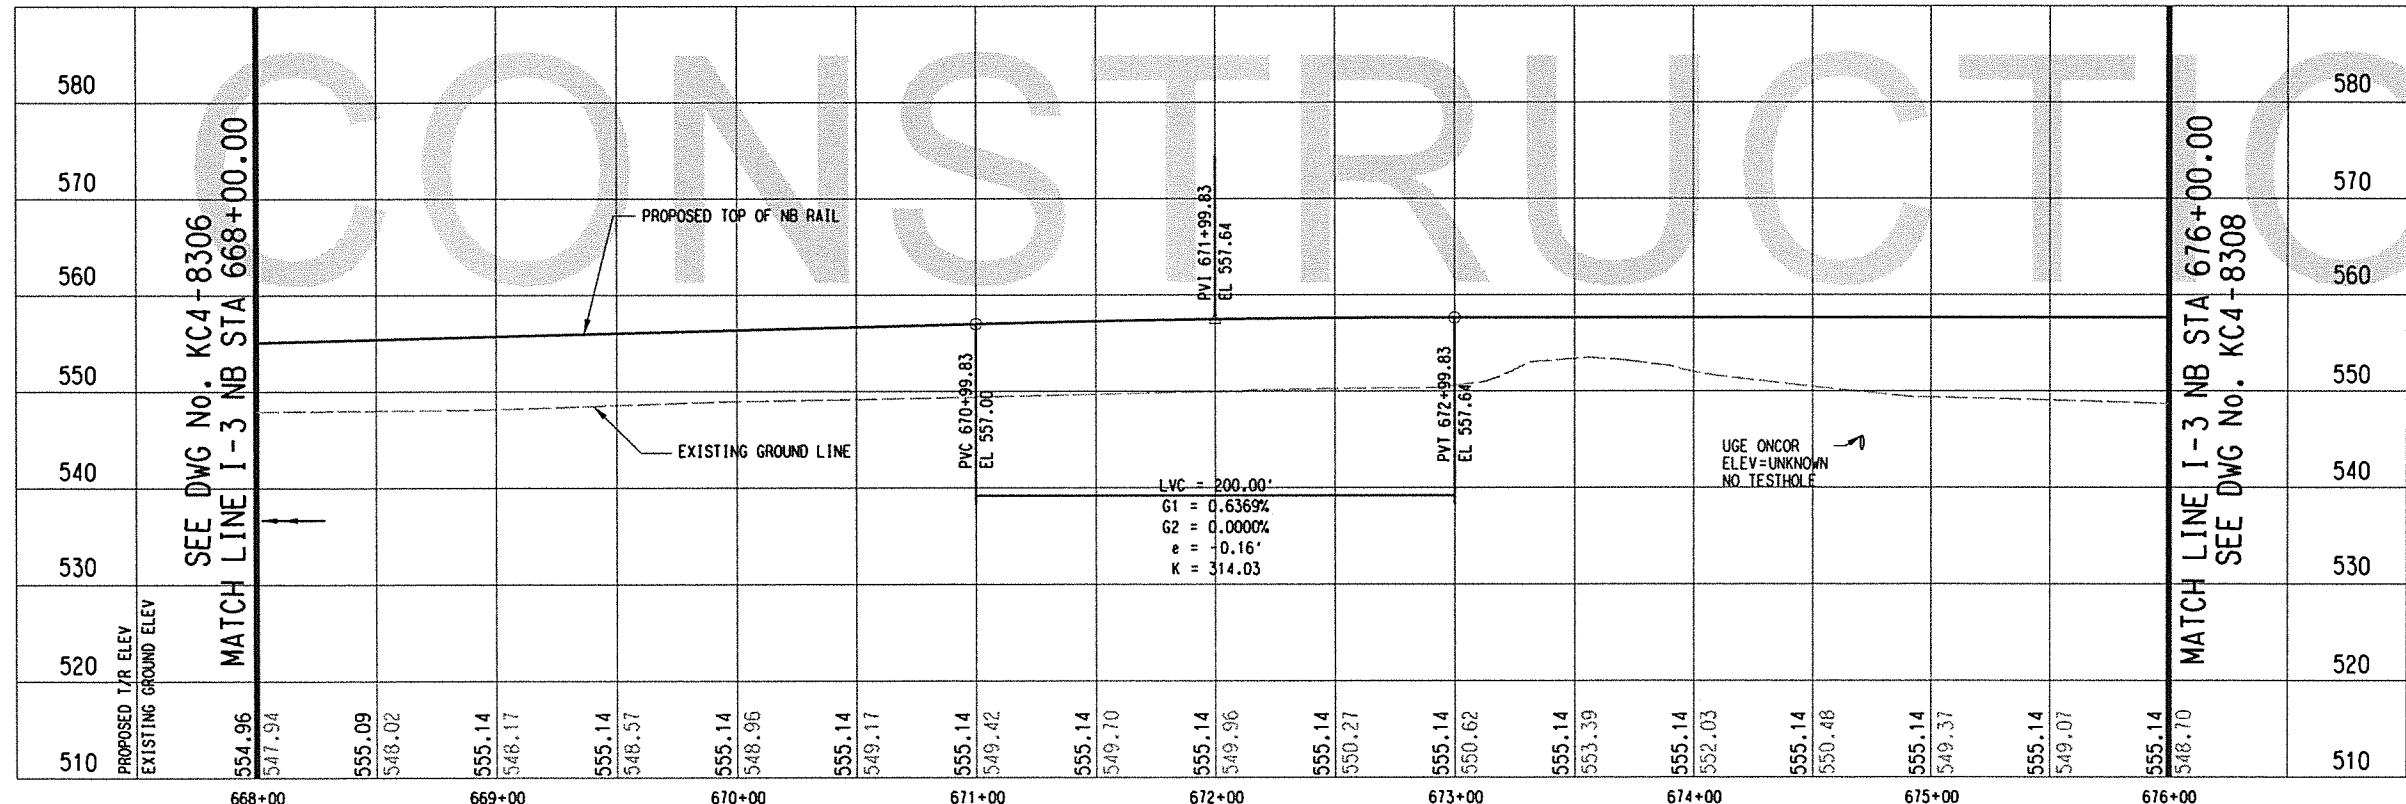 CONSTRUCTIO
580
570
560
550
540
530
520
510
580
570
560
550
540
530
520
510
SEE DWG No. KC4-8306
MATCH LINE I-3 NB STA 668+00.00
PROPOSED TOP OF NB RAIL
EXISTING GROUND LINE
PVC 670+99.83
EL 557.00
PVI 671+99.83
EL 557.64
PVT 672+99.83
EL 557.64
LVC = 200.00'
G1 = 0.6369%
G2 = 0.0000%
e = -0.16'
K = 314.03
UGE ONCOR
ELEV=UNKNOWN
NO TESTHOLE
MATCH LINE I-3 NB STA 676+00.00
SEE DWG No. KC4-8308
PROPOSED T/R ELEV
EXISTING GROUND ELEV
554.96
547.94
555.09
548.02
555.14
548.17
555.14
548.57
555.14
548.96
555.14
549.17
555.14
549.42
555.14
549.70
555.14
549.96
555.14
550.27
555.14
550.62
555.14
553.39
555.14
552.03
555.14
550.48
555.14
549.37
555.14
549.07
555.14
548.70
668+00
669+00
670+00
671+00
672+00
673+00
674+00
675+00
676+00